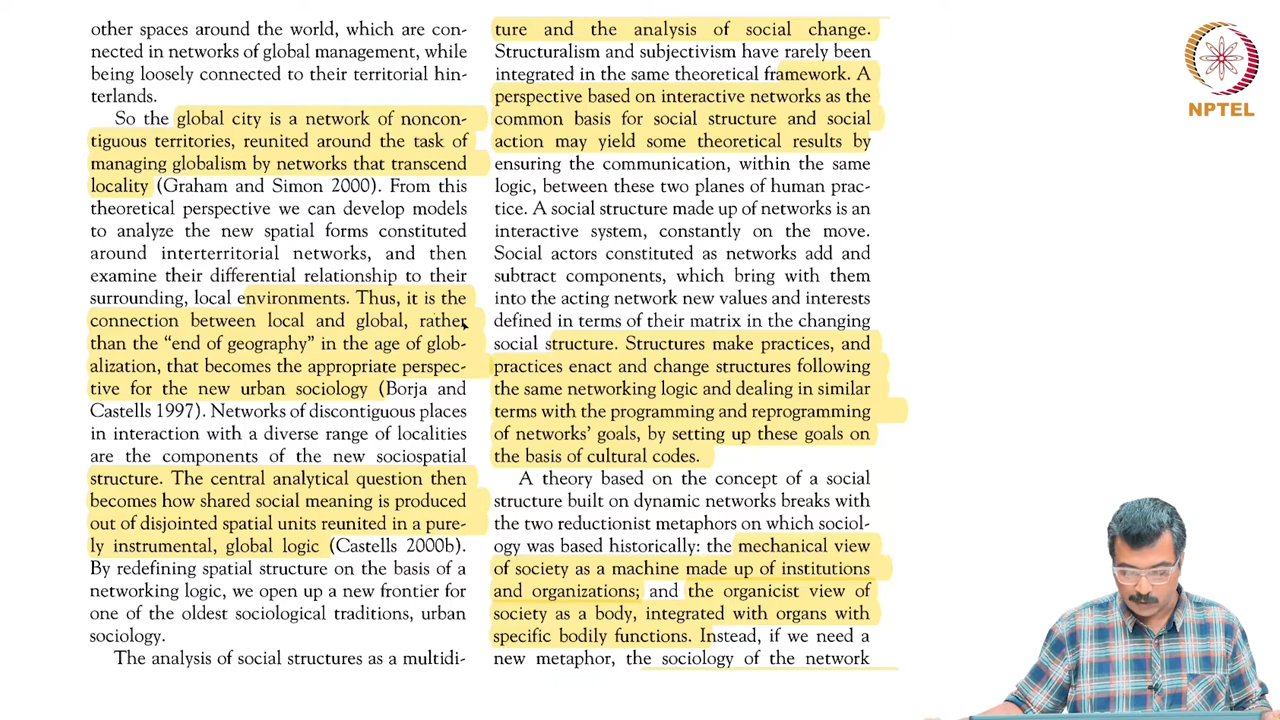 other spaces around the world, which are con-
nected in networks of global management, while
being loosely connected to their territorial hin-
terlands.
So the global city is a network of noncon-
tiguous territories, reunited around the task of
managing globalism by networks that transcend
locality (Graham and Simon 2000). From this
theoretical perspective we can develop models
to analyze the new spatial forms constituted
around interterritorial networks, and then
examine their differential relationship to their
surrounding, local environments. Thus, it is the
connection between local and global, rather
than the “end of geography” in the age of glob-
alization, that becomes the appropriate perspec-
tive for the new urban sociology (Borja and
Castells 1997). Networks of discontiguous places
in interaction with a diverse range of localities
are the components of the new sociospatial
structure. The central analytical question then
becomes how shared social meaning is produced
out of disjointed spatial units reunited in a pure-
ly instrumental, global logic (Castells 2000b).
By redefining spatial structure on the basis of a
networking logic, we open up a new frontier for
one of the oldest sociological traditions, urban
sociology.
The analysis of social structures as a multidi-
ture and the analysis of social change.
Structuralism and subjectivism have rarely been
integrated in the same theoretical framework. A
perspective based on interactive networks as the
common basis for social structure and social
action may yield some theoretical results by
ensuring the communication, within the same
logic, between these two planes of human prac-
tice. A social structure made up of networks is an
interactive system, constantly on the move.
Social actors constituted as networks add and
subtract components, which bring with them
into the acting network new values and interests
defined in terms of their matrix in the changing
social structure. Structures make practices, and
practices enact and change structures following
the same networking logic and dealing in similar
terms with the programming and reprogramming
of networks’ goals, by setting up these goals on
the basis of cultural codes.
A theory based on the concept of a social
structure built on dynamic networks breaks with
the two reductionist metaphors on which sociol-
ogy was based historically: the mechanical view
of society as a machine made up of institutions
and organizations; and the organicist view of
society as a body, integrated with organs with
specific bodily functions. Instead, if we need a
new metaphor, the sociology of the network
NPTEL